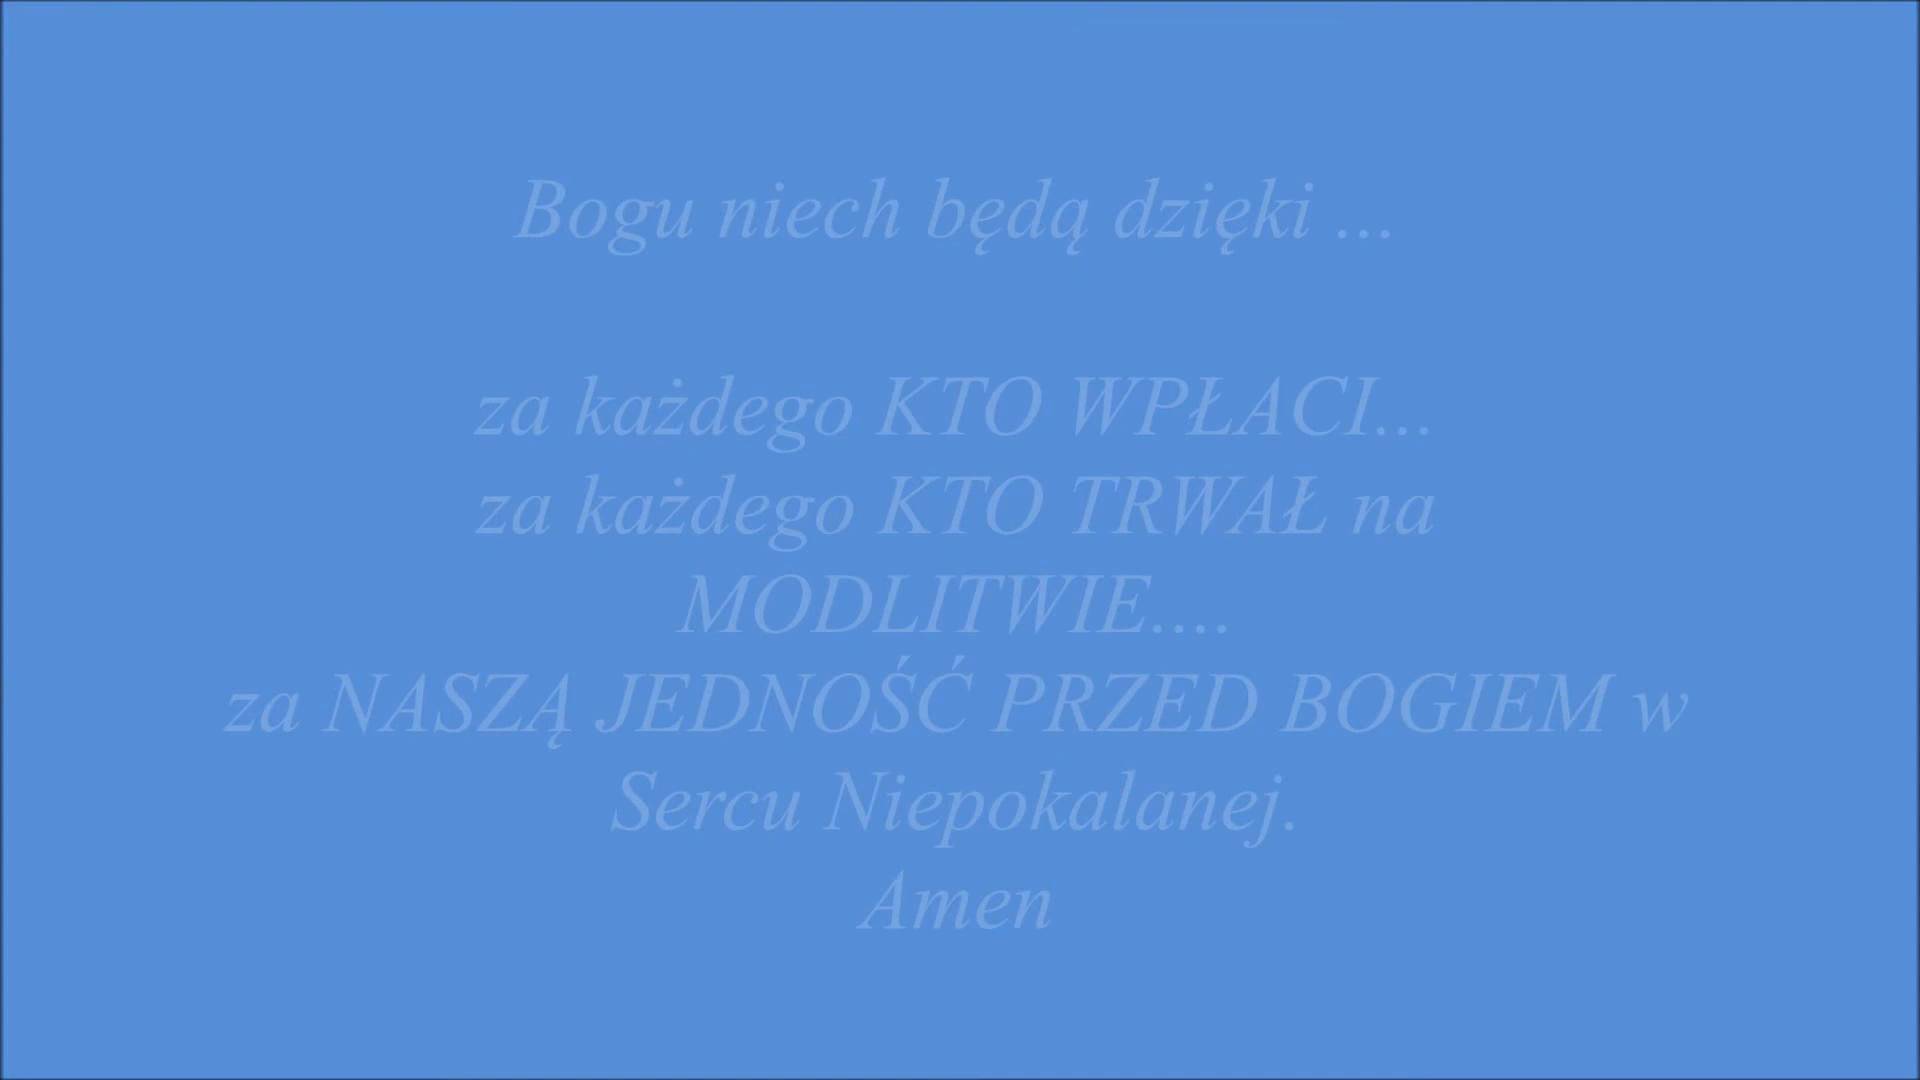 Bogu niech będą dzięki ...
za każdego KTO WPŁACI...
za każdego KTO TRWAŁ na
MODLITWIE....
za NASZĄ JEDNOŚĆ PRZED BOGIEM w
Sercu Niepokalanej.
Amen